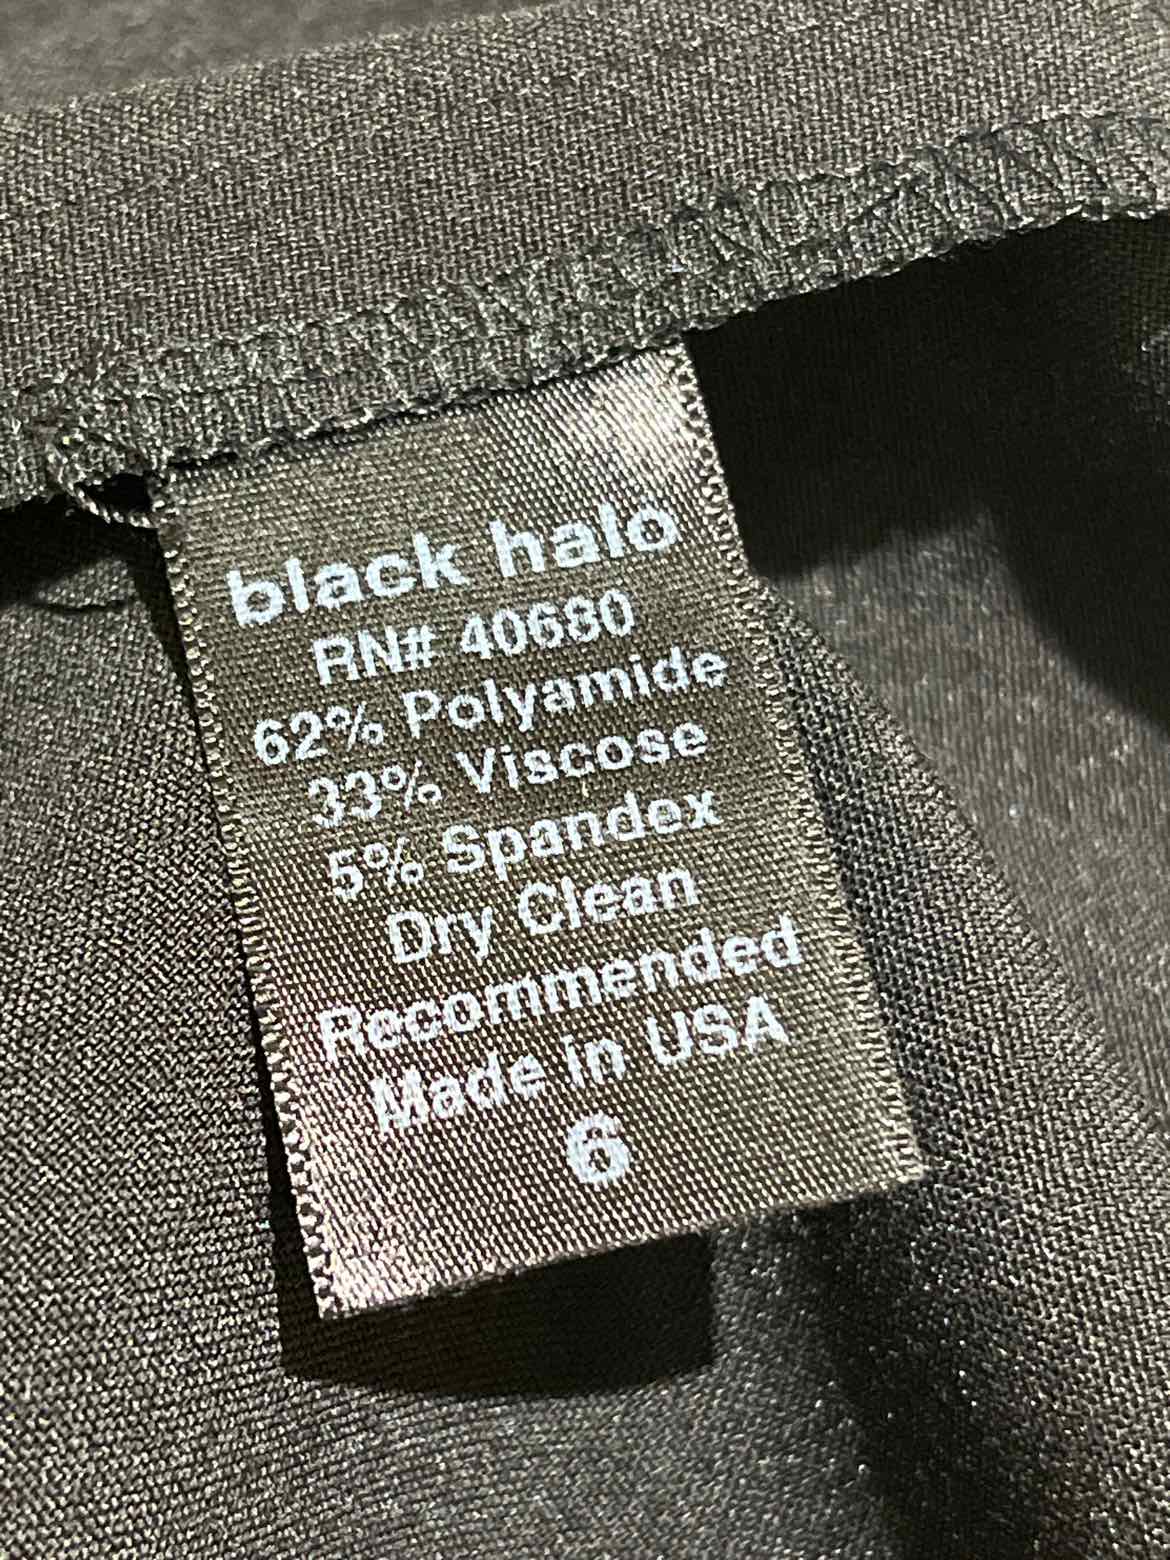 black halo
RN# 40680
62% Polyamide
33% Viscose
5% Spandex
Dry Clean
Recommended
Made in USA
6